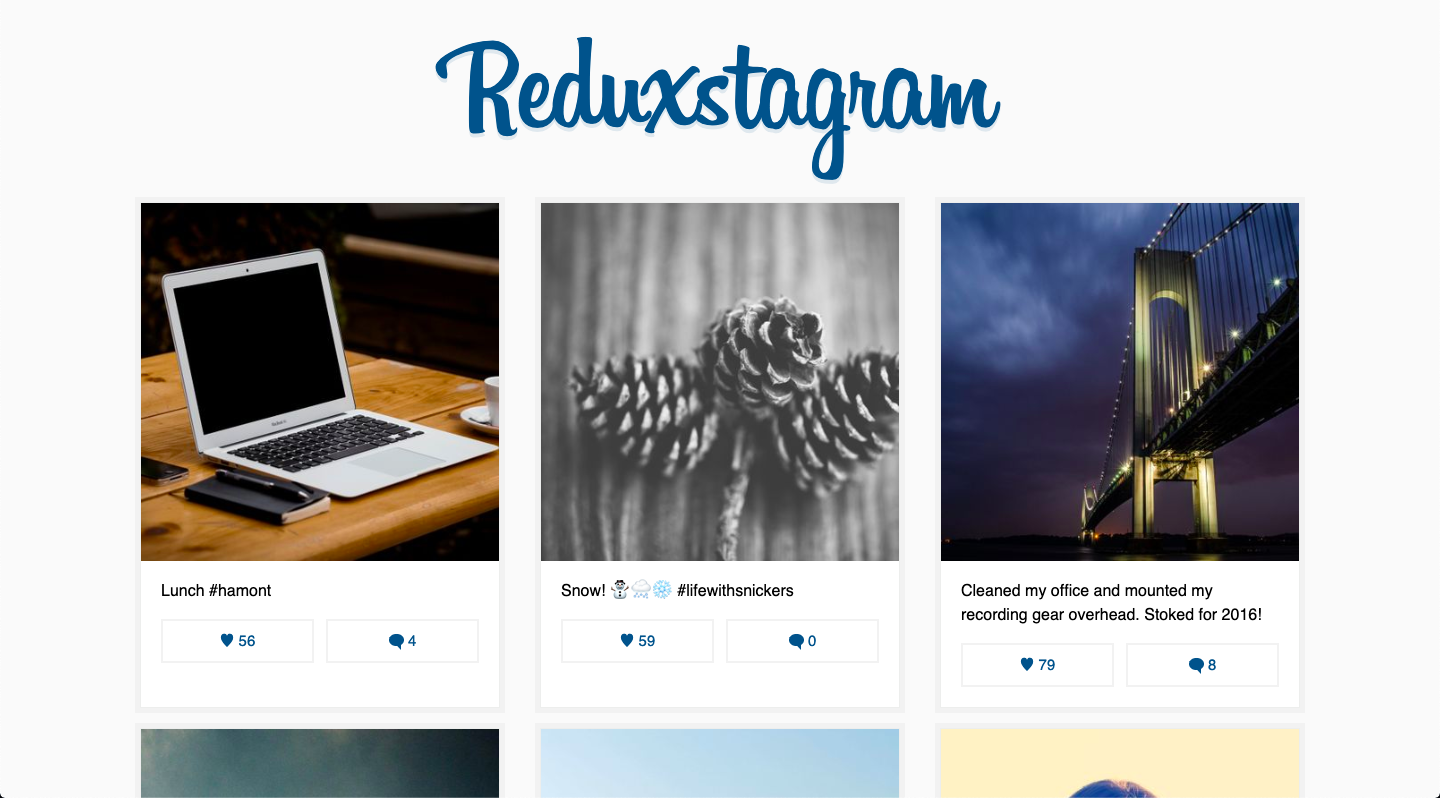 Reduxstagram
Lunch #hamont
56
4
Snow! ⛄🌨❄️ #lifewithsnickers
59
0
Cleaned my office and mounted my
recording gear overhead. Stoked for 2016!
79
8